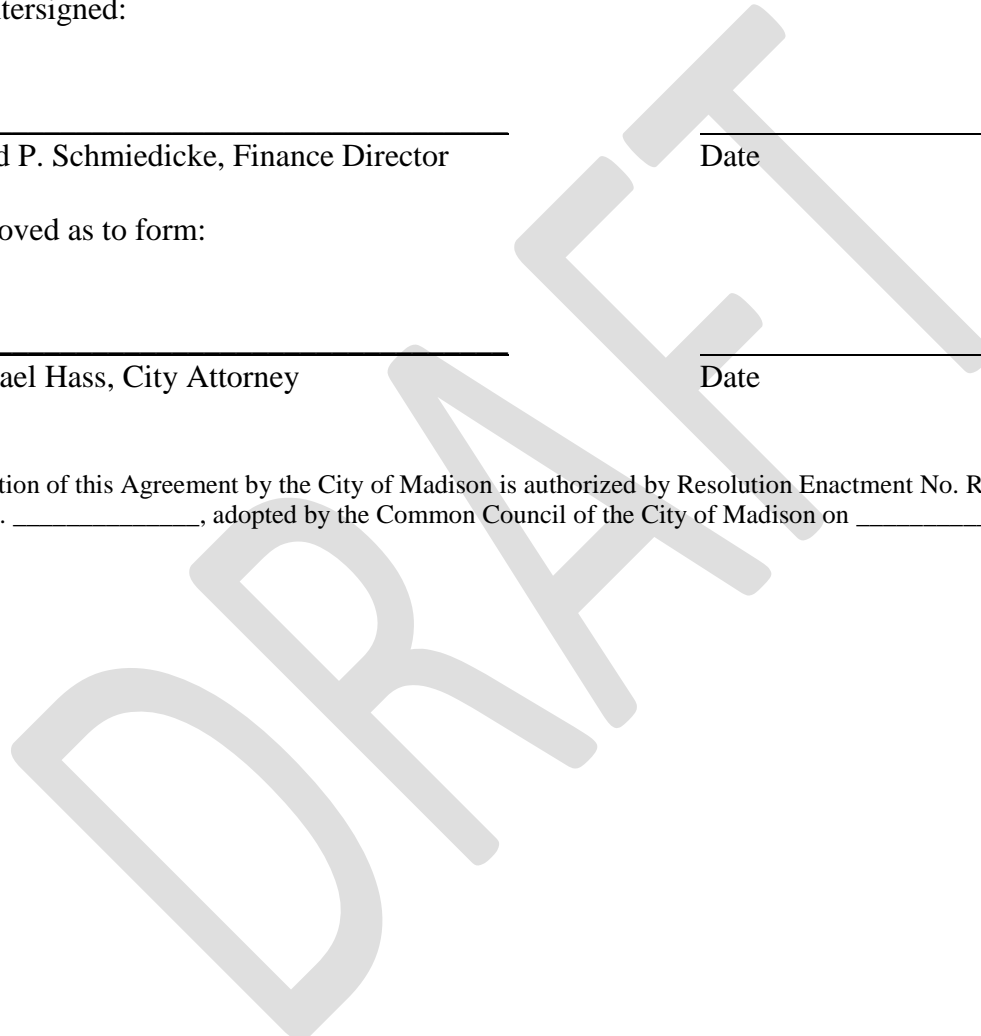 tersigned:
d P. Schmiedicke, Finance Director Date
oved as to form:
ael Hass, City Attorney Date
tion of this Agreement by the City of Madison is authorized by Resolution Enactment No. R
. ______________, adopted by the Common Council of the City of Madison on __________
DRAFT